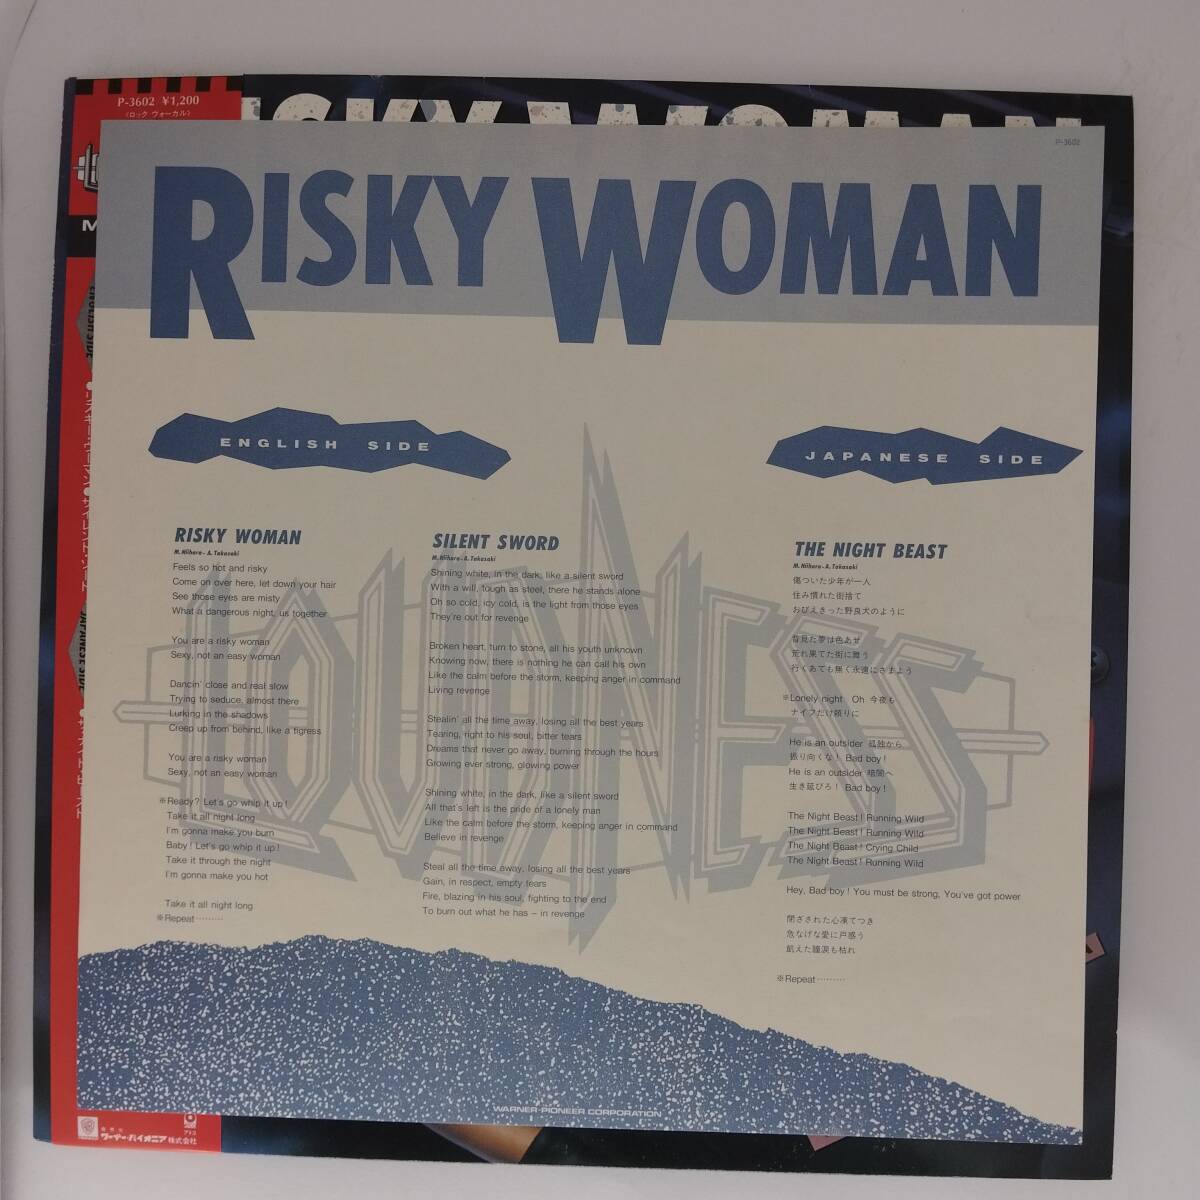 P-3602 ¥1,200
(ロック ヴォーカル)
ISKY WOMAN
P-3602
RISKY WOMAN
ENGLISH SIDE
RISKY WOMAN
M. Niihara - A. Takasaki
Feels so hot and risky
Come on over here, let down your hair
See those eyes are misty
What a dangerous night, us together
You are a risky woman
Sexy, not an easy woman
Dancin' close and real slow
Trying to seduce, almost there
Lurking in the shadows
Creep up from behind, like a tigress
You are a risky woman
Sexy, not an easy woman
※Ready? Let's go whip it up!
Take it all night long
I'm gonna make you burn
Baby! Let's go whip it up!
Take it through the night
I'm gonna make you hot
Take it all night long
※Repeat………
SILENT SWORD
M. Niihara - A. Takasaki
Shining white, in the dark, like a silent sword
With a will, tough as steel, there he stands alone
Oh so cold, icy cold, is the light from those eyes
They're out for revenge
Broken heart, turn to stone, all his youth unknown
Knowing now, there is nothing he can call his own
Like the calm before the storm, keeping anger in command
Living revenge
Stealin' all the time away, losing all the best years
Tearing, right to his soul, bitter tears
Dreams that never go away, burning through the hours
Growing ever strong, glowing power
Shining white, in the dark, like a silent sword
All that's left is the pride of a lonely man
Like the calm before the storm, keeping anger in command
Believe in revenge
Steal all the time away, losing all the best years
Gain, in respect, empty tears
Fire, blazing in his soul, fighting to the end
To burn out what he has – in revenge
JAPANESE SIDE
THE NIGHT BEAST
M. Niihara - A. Takasaki
傷ついた少年が一人
住み慣れた街捨て
おびえきった野良犬のように
昔見た夢は色あせ
荒れ果てた街に舞う
行くあても無く永遠にさまよう
※Lonely night Oh 今夜も
ナイフだけ頼りに
He is an outsider 孤独から
振り向くな! Bad boy!
He is an outsider 暗闇へ
生き延びろ! Bad boy!
The Night Beast! Running Wild
The Night Beast! Running Wild
The Night Beast! Crying Child
The Night Beast! Running Wild
Hey, Bad boy! You must be strong, You've got power
閉ざされた心凍てつき
危なげな愛に戸惑う
飢えた瞳涙も枯れ
※Repeat………
LOUDNESS
ENGLISH SIDE
JAPANESE SIDE
WARNER-PIONEER CORPORATION
発売元
ワーナー・パイオニア株式会社